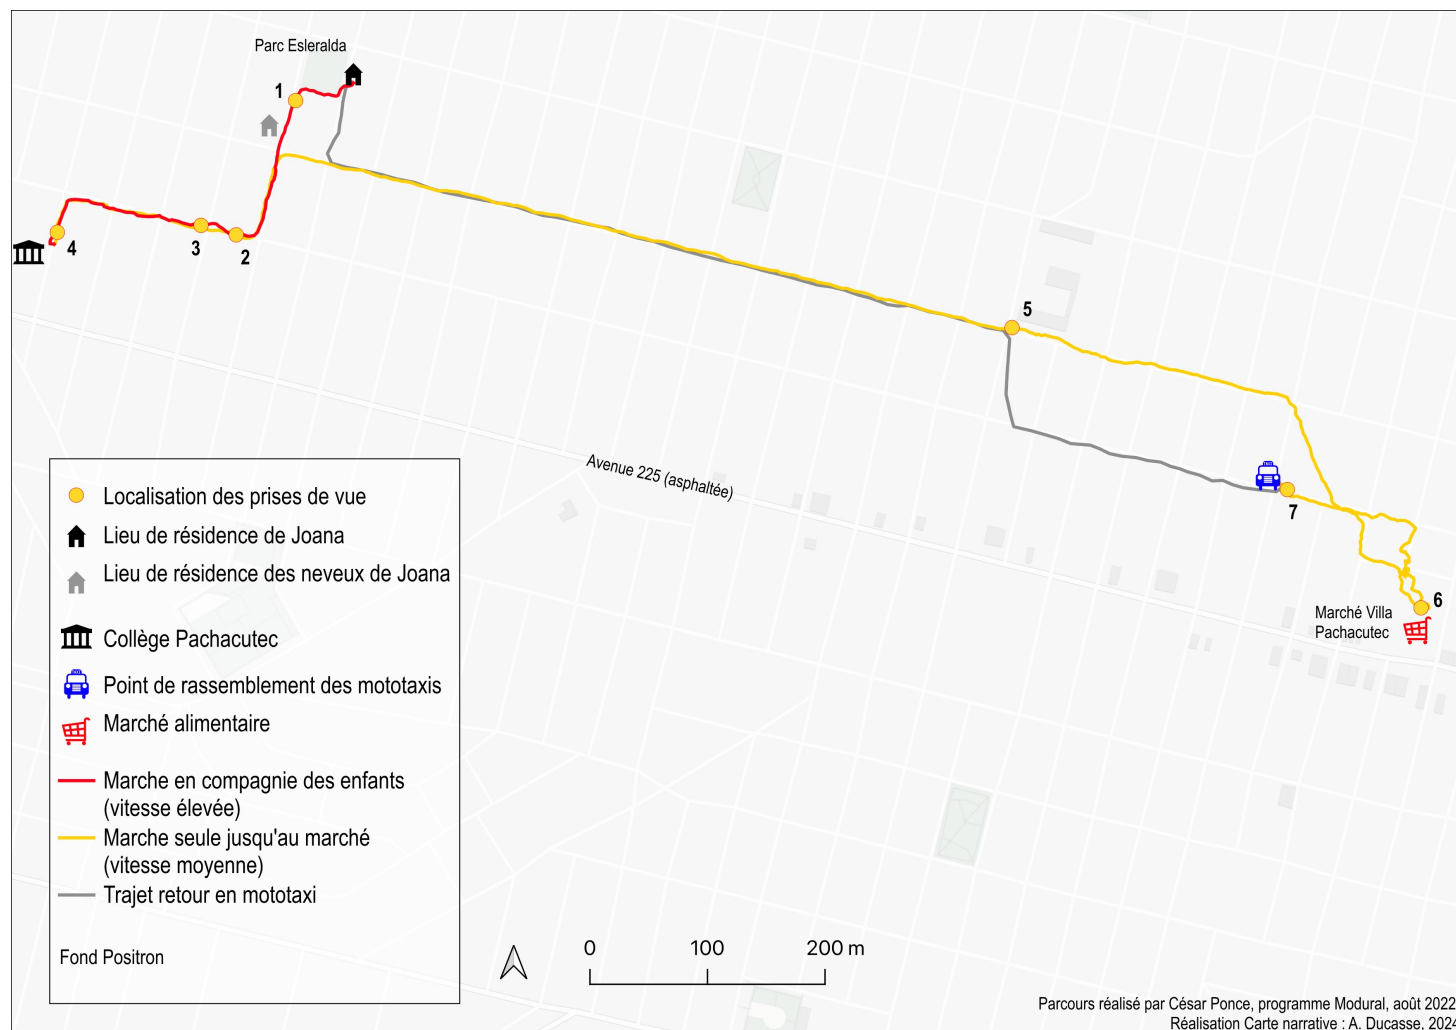 Parc Esleralda
1
4
3
2
5
Avenue 225 (asphaltée)
7
6
Marché Villa
Pachacutec
Localisation des prises de vue
Lieu de résidence de Joana
Lieu de résidence des neveux de Joana
Collège Pachacutec
Point de rassemblement des mototaxis
Marché alimentaire
Marche en compagnie des enfants
(vitesse élevée)
Marche seule jusqu'au marché
(vitesse moyenne)
Trajet retour en mototaxi
Fond Positron
0 100 200 m
Parcours réalisé par César Ponce, programme Modural, août 2022
Réalisation Carte narrative : A. Ducasse, 2024